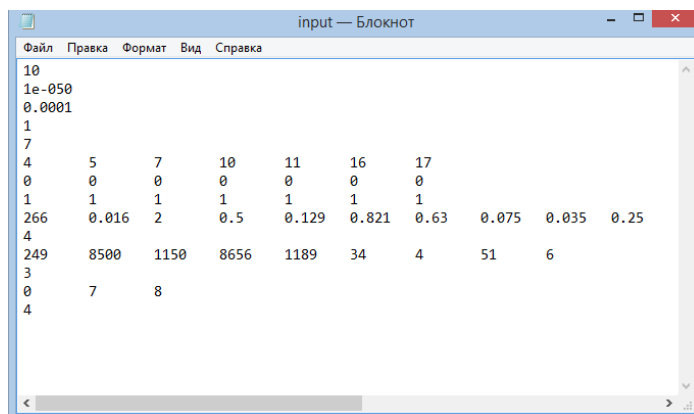 input — Блокнот
Файл Правка Формат Вид Справка
10
1e-050
0.0001
1
7
4 5 7 10 11 16 17
0 0 0 0 0 0 0
1 1 1 1 1 1 1
266 0.016 2 0.5 0.129 0.821 0.63 0.075 0.035 0.25
4
249 8500 1150 8656 1189 34 4 51 6
3
0 7 8
4